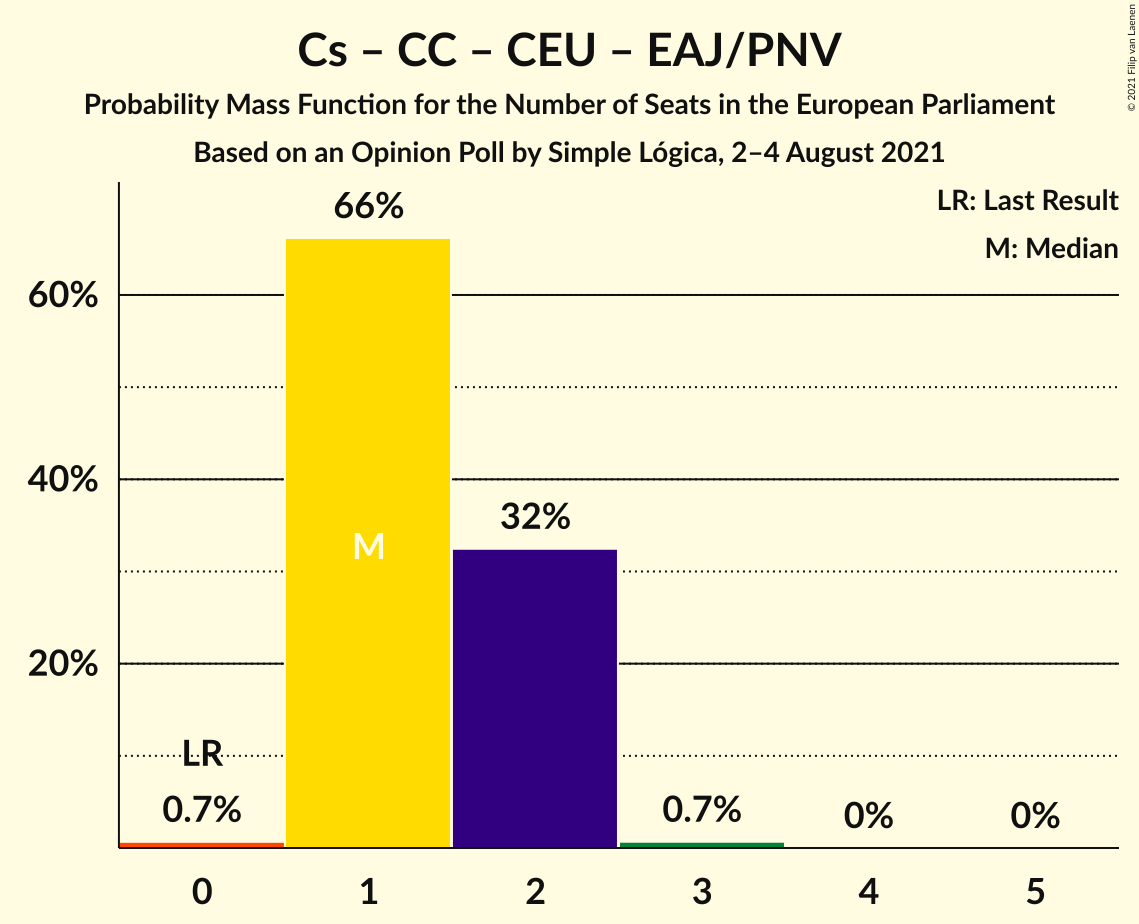 Cs – CC – CEU – EAJ/PNV
Probability Mass Function for the Number of Seats in the European Parliament
Based on an Opinion Poll by Simple Lógica, 2–4 August 2021
© 2021 Filip van Laenen
LR: Last Result
M: Median
66%
60%
40%
32%
M
20%
LR
0.7%
0.7%
0%
0%
0
1
2
3
4
5